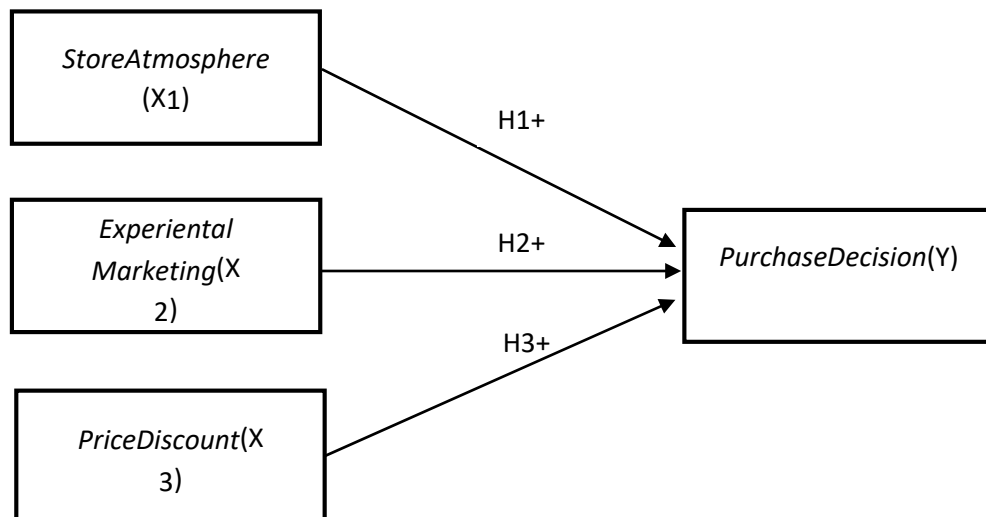 StoreAtmosphere
(X1)
H1+
Experiental
Marketing(X
2)
H2+
PurchaseDecision(Y)
H3+
PriceDiscount(X
3)